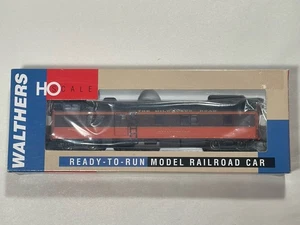 WALTHERS
HO
SCALE
READY-TO-RUN MODEL RAILROAD CAR